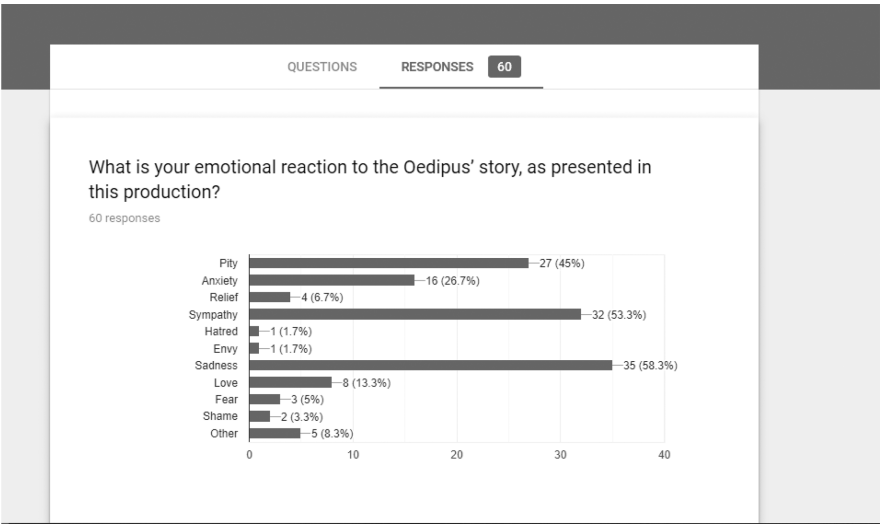 QUESTIONS RESPONSES 60
What is your emotional reaction to the Oedipus’ story, as presented in
this production?
60 responses
Pity 27 (45%)
Anxiety 16 (26.7%)
Relief 4 (6.7%)
Sympathy 32 (53.3%)
Hatred 1 (1.7%)
Envy 1 (1.7%)
Sadness 35 (58.3%)
Love 8 (13.3%)
Fear 3 (5%)
Shame 2 (3.3%)
Other 5 (8.3%)
0 10 20 30 40